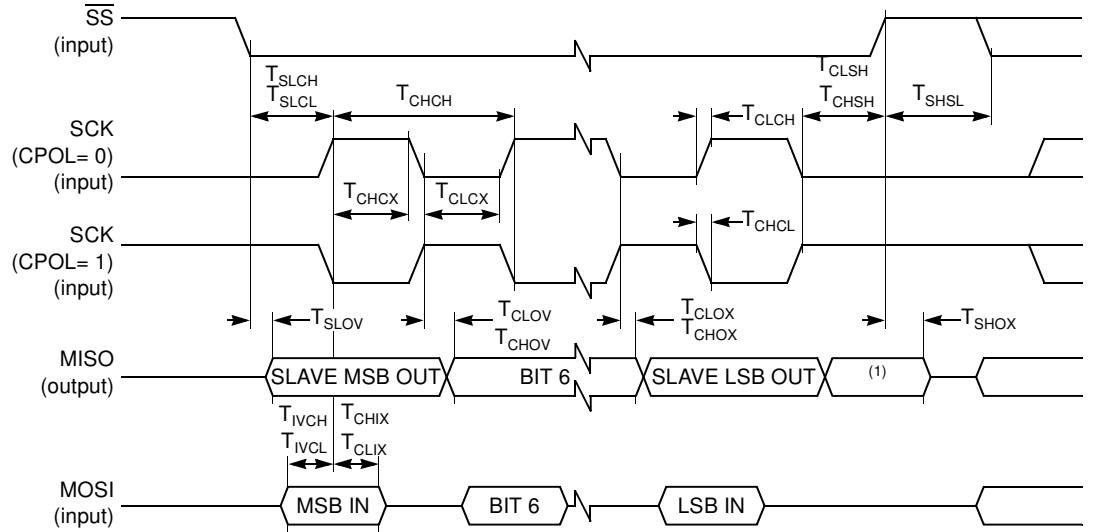 SS
(input)
TSLCH
TSLCL
TCHCH
TCLCH
TCLSH
TCHSH
TSHSL
SCK
(CPOL= 0)
(input)
TCHCX
TCLCX
TCHCL
SCK
(CPOL= 1)
(input)
TSLOV
TCLOV
TCHOV
TCLOX
TCHOX
TSHOX
MISO
(output)
SLAVE MSB OUT
BIT 6
SLAVE LSB OUT
(1)
TIVCH
TIVCL
TCHIX
TCLIX
MOSI
(input)
MSB IN
BIT 6
LSB IN